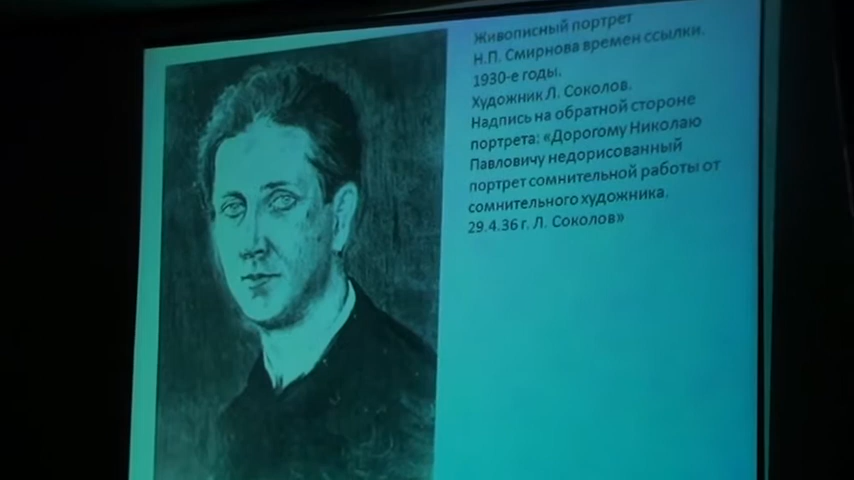 Живописный портрет
Н.П. Смирнова времен ссылки.
1930-е годы.
Художник Л. Соколов.
Надпись на обратной стороне
портрета: «Дорогому Николаю
Павловичу недорисованный
портрет сомнительной работы от
сомнительного художника.
29.4.36 г. Л. Соколов»